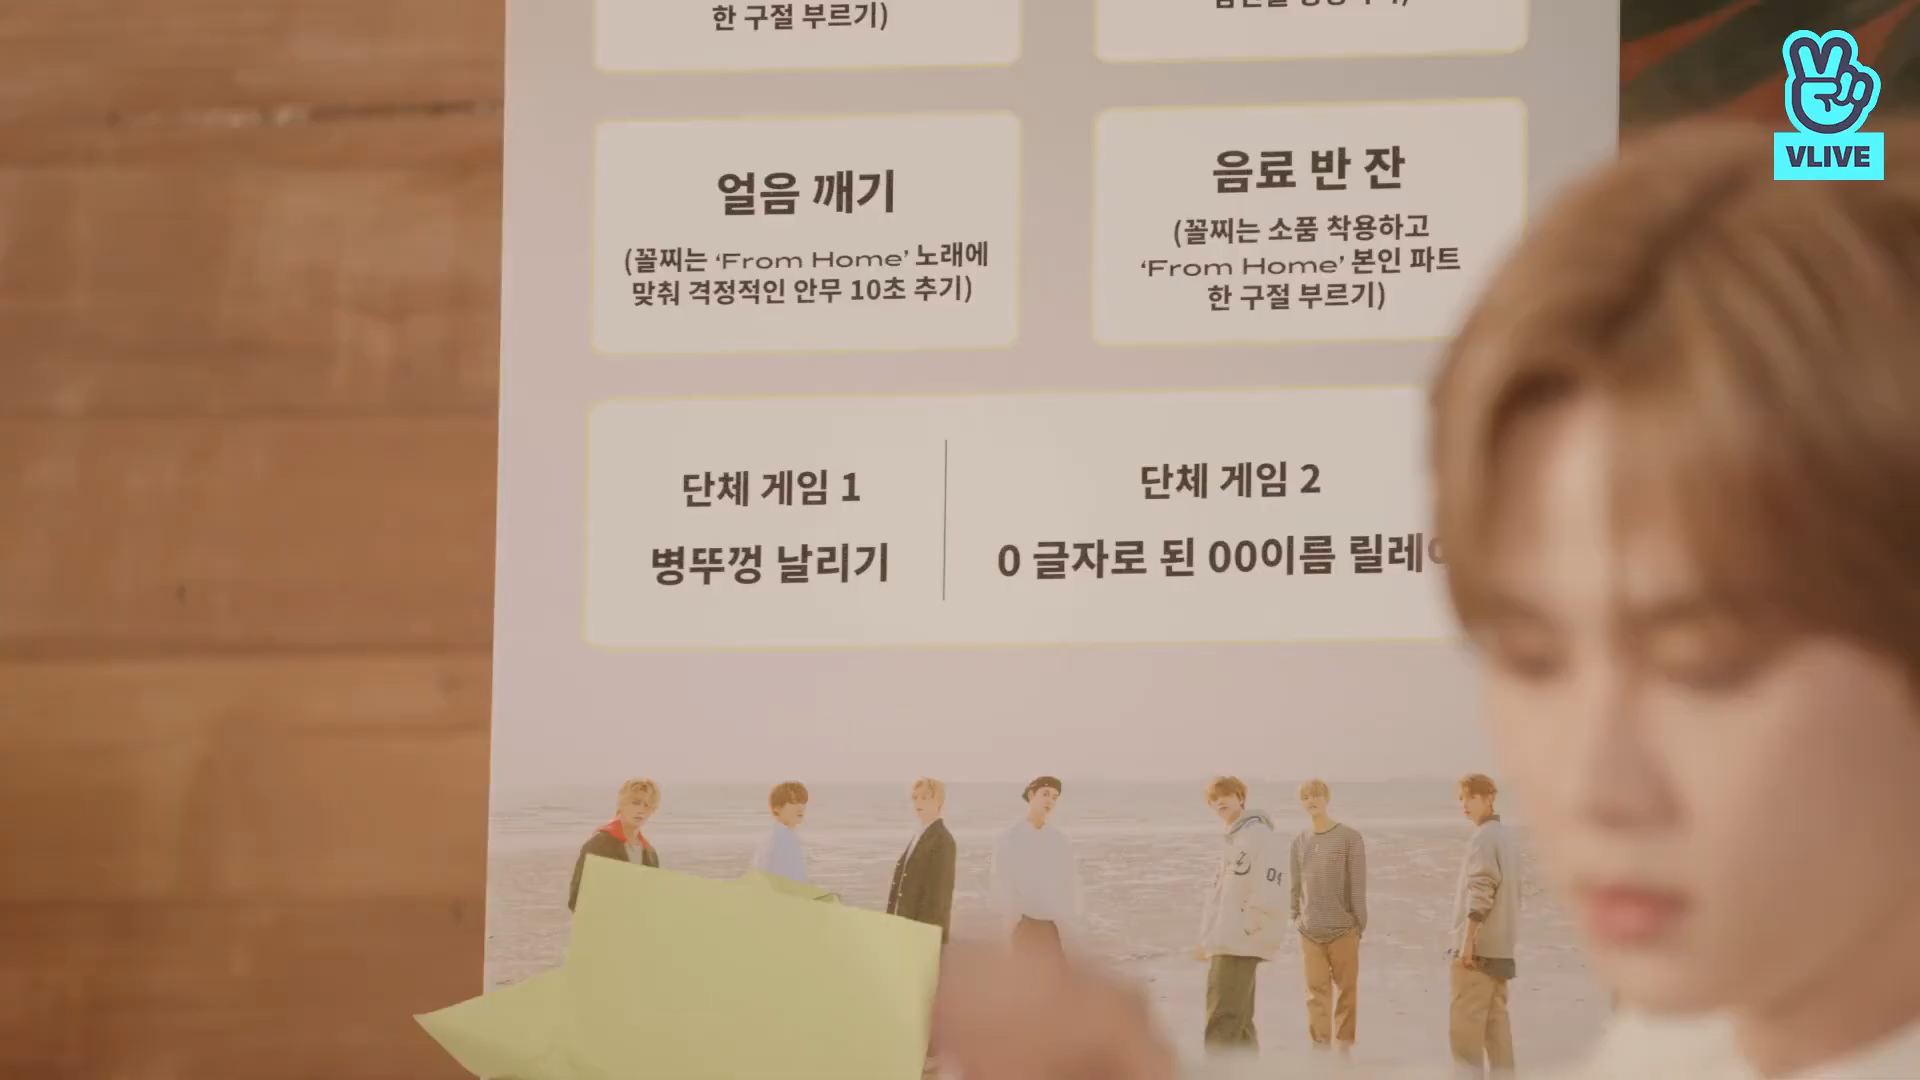 한 구절 부르기)
VLIVE
얼음 깨기
(꼴찌는 ‘From Home’ 노래에
맞춰 격정적인 안무 10초 추기)
음료 반 잔
(꼴찌는 소품 착용하고
‘From Home’ 본인 파트
한 구절 부르기)
단체 게임 1
병뚜껑 날리기
단체 게임 2
0 글자로 된 00이름